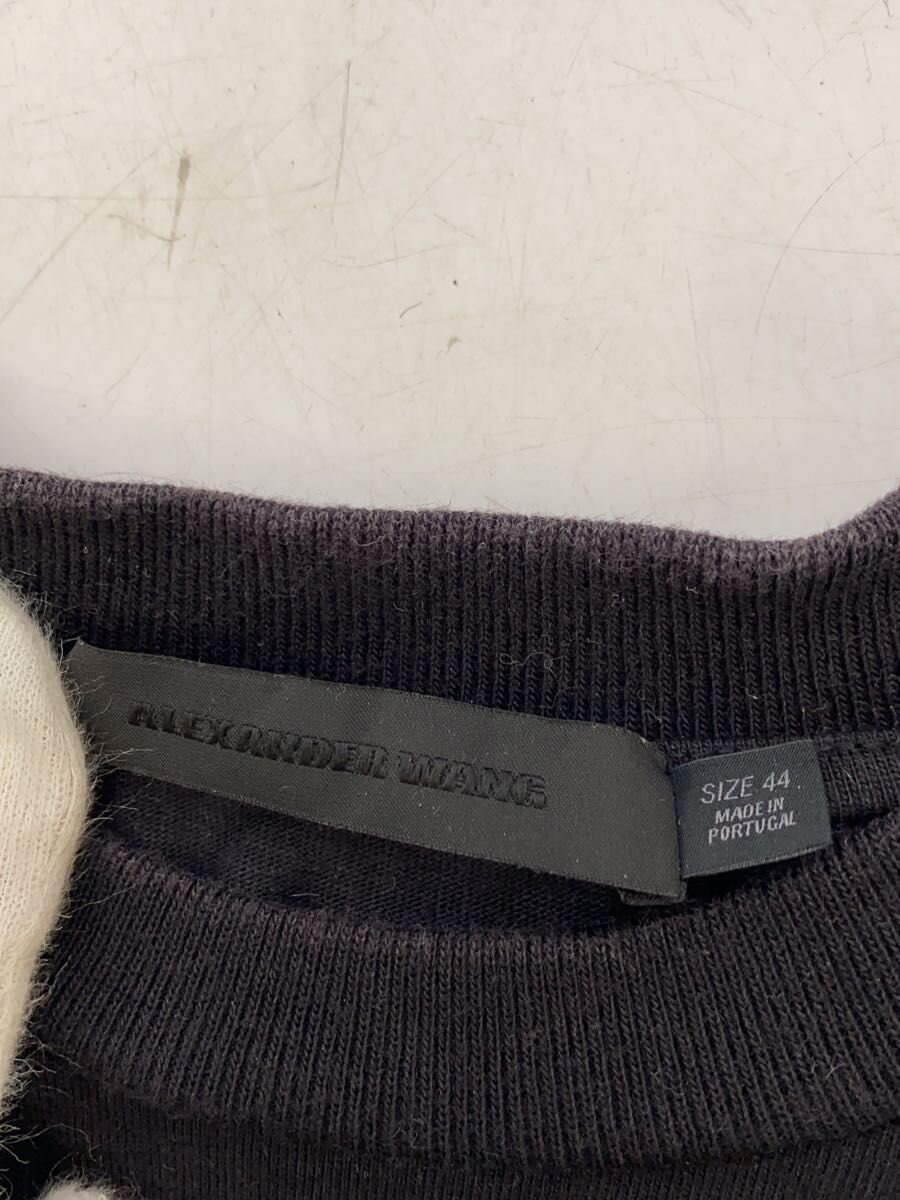 ALEXANDER WANG
SIZE 44
MADE IN
PORTUGAL